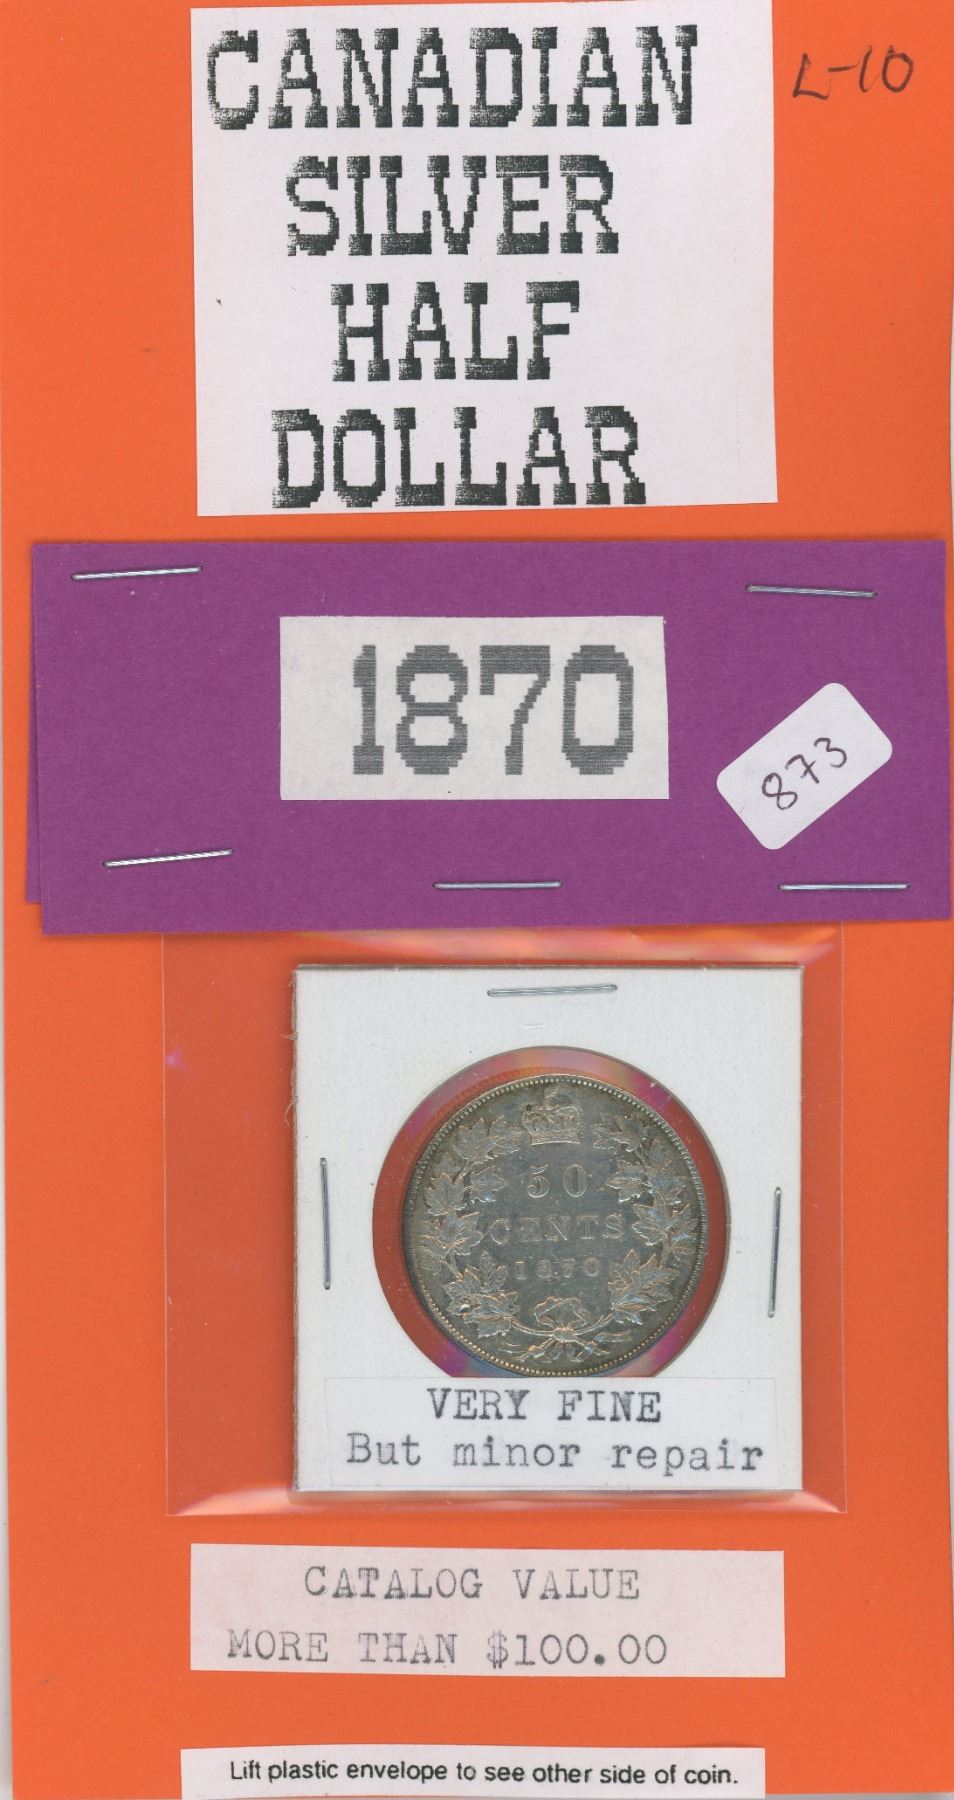 CANADIAN
SILVER
HALF
DOLLAR
L-10
1870
873
50
CENTS
1870
VERY FINE
But minor repair
CATALOG VALUE
MORE THAN $100.00
Lift plastic envelope to see other side of coin.